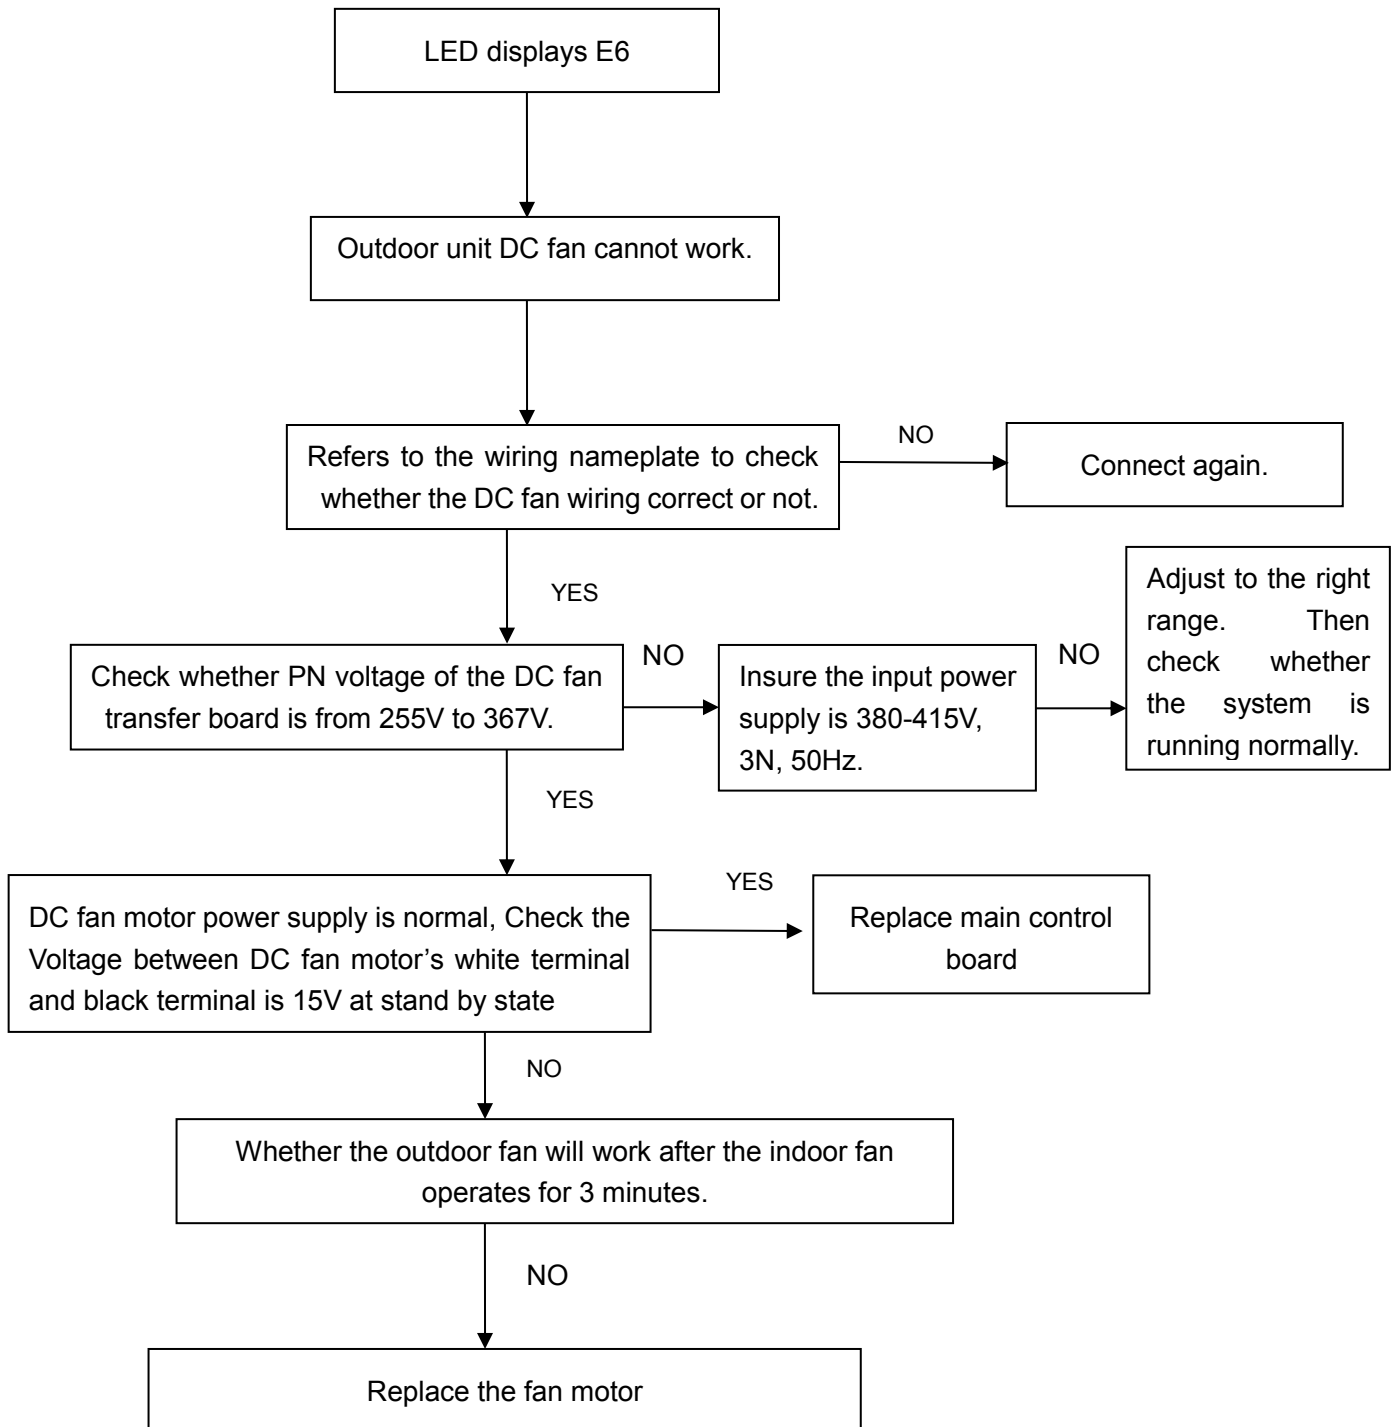 LED displays E6
Outdoor unit DC fan cannot work.
Refers to the wiring nameplate to check
whether the DC fan wiring correct or not.
NO
Connect again.
YES
Check whether PN voltage of the DC fan
transfer board is from 255V to 367V.
NO
Insure the input power
supply is 380-415V,
3N, 50Hz.
NO
Adjust to the right
range. Then
check whether
the system is
running normally.
YES
DC fan motor power supply is normal, Check the
Voltage between DC fan motor’s white terminal
and black terminal is 15V at stand by state
YES
Replace main control
board
NO
Whether the outdoor fan will work after the indoor fan
operates for 3 minutes.
NO
Replace the fan motor